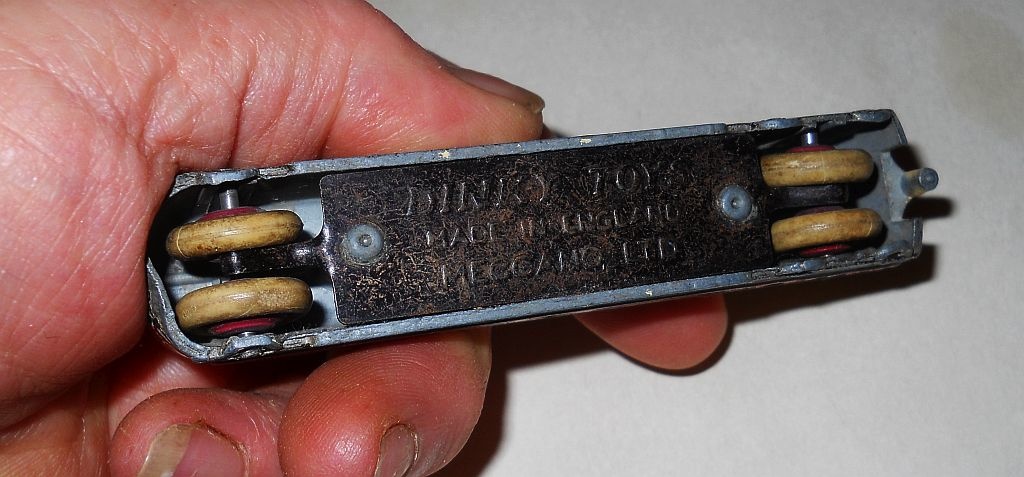 DINKY TOYS
MADE IN ENGLAND
MECCANO LTD